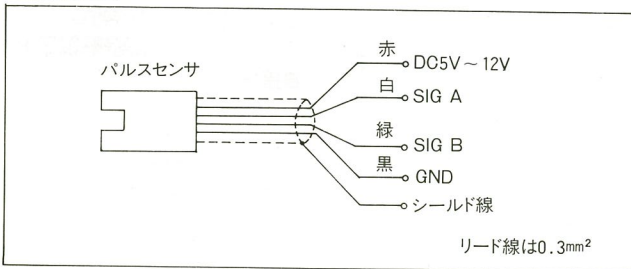 パルスセンサ
赤 DC5V～12V
白 SIG A
緑 SIG B
黒 GND
シールド線
リード線は0.3mm²